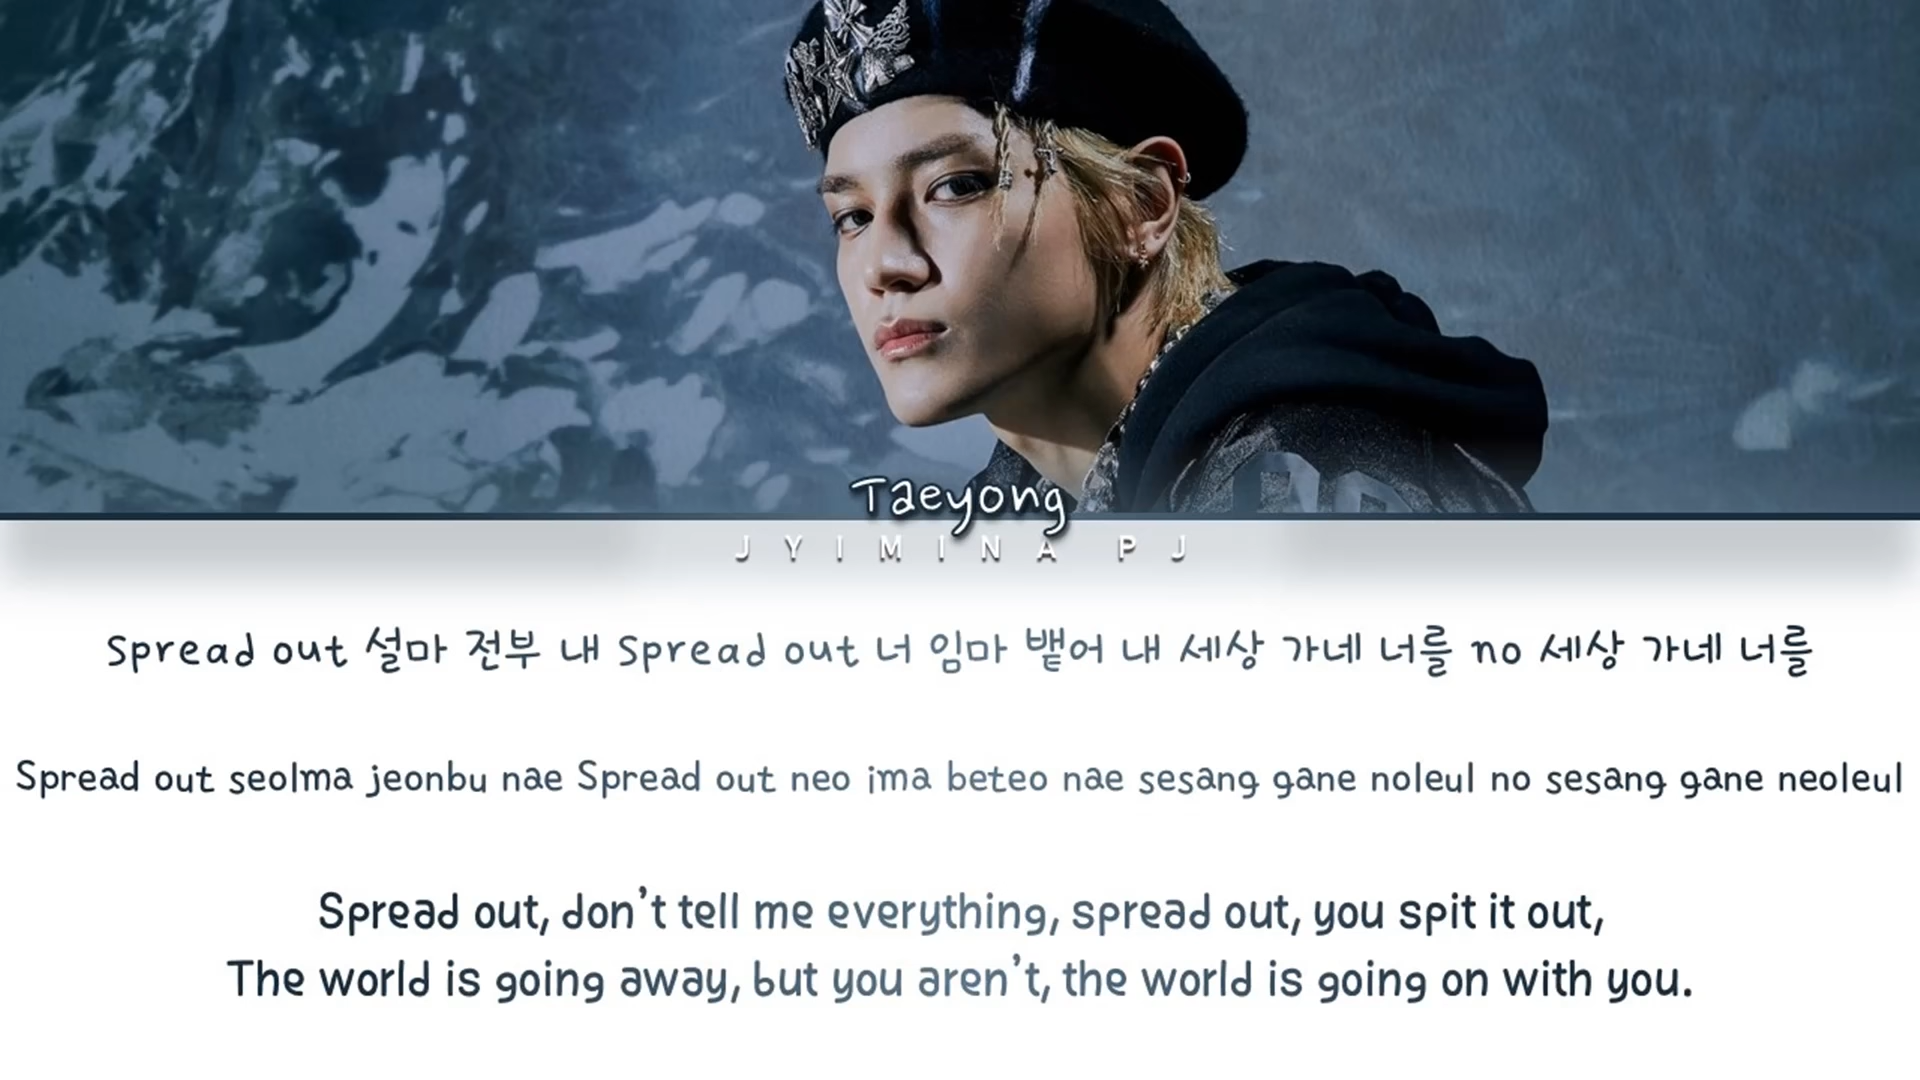 Taeyong
JYIMINA PJ
Spread out 설마 전부 내 Spread out 너 임마 뱉어 내 세상 가네 너를 no 세상 가네 너를
Spread out seolma jeonbu nae Spread out neo ima beteo nae sesang gane noleul no sesang gane neoleul
Spread out, don't tell me everything, spread out, you spit it out,
The world is going away, but you aren't, the world is going on with you.